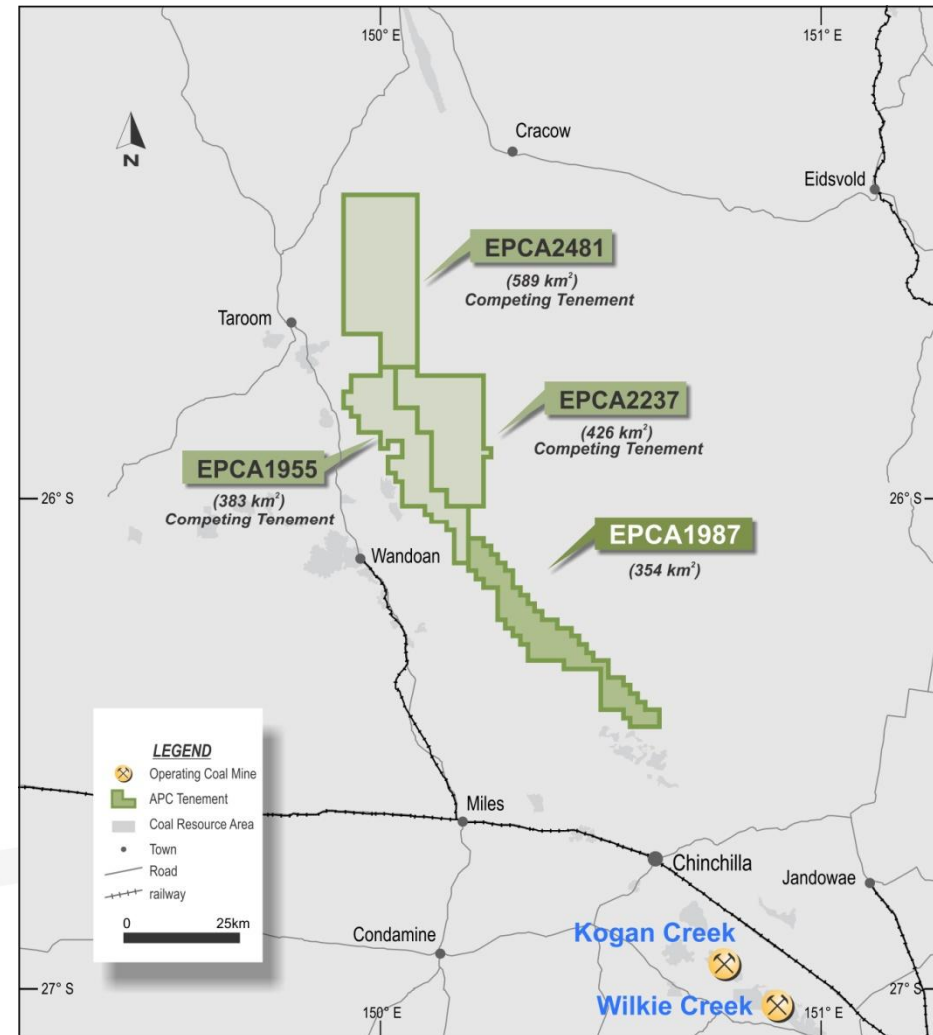 150° E
151° E
N
Cracow
Eidsvold
EPCA2481
(589 km²)
Competing Tenement
Taroom
EPCA2237
(426 km²)
Competing Tenement
EPCA1955
(383 km²)
Competing Tenement
26° S
26° S
EPCA1987
(354 km²)
Wandoan
LEGEND
Operating Coal Mine
APC Tenement
Coal Resource Area
Town
Road
railway
0 25km
Miles
Chinchilla
Jandowae
Condamine
Kogan Creek
Wilkie Creek
27° S
27° S
150° E
151° E